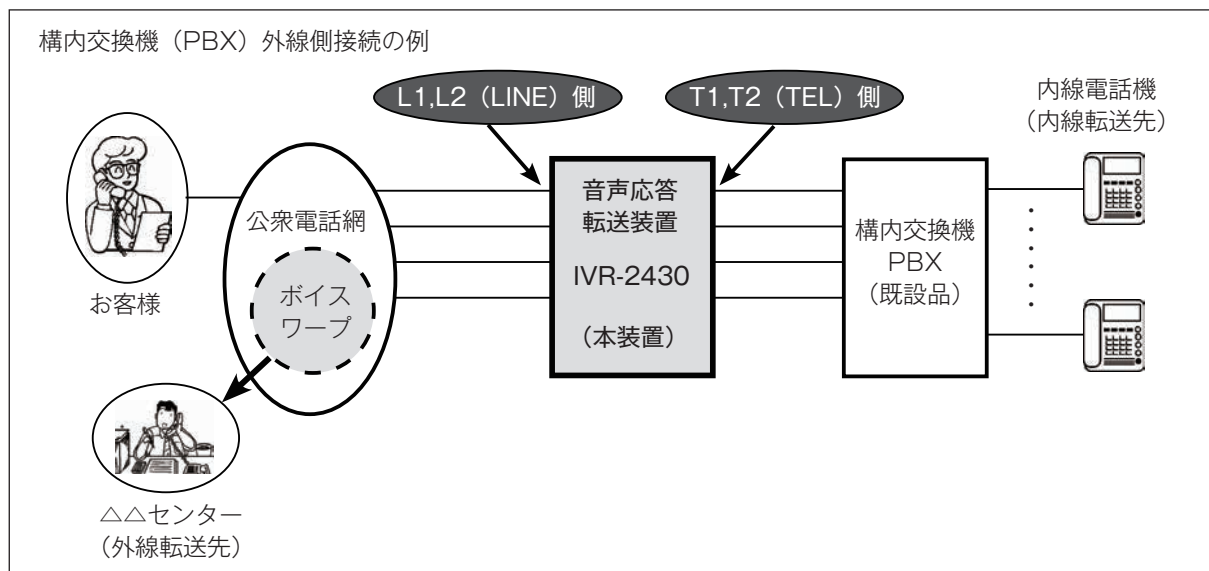 構内交換機（PBX）外線側接続の例
L1,L2（LINE）側
T1,T2（TEL）側
内線電話機
（内線転送先）
お客様
公衆電話網
ボイス
ワープ
音声応答
転送装置
IVR-2430
（本装置）
構内交換機
PBX
（既設品）
△△センター
（外線転送先）